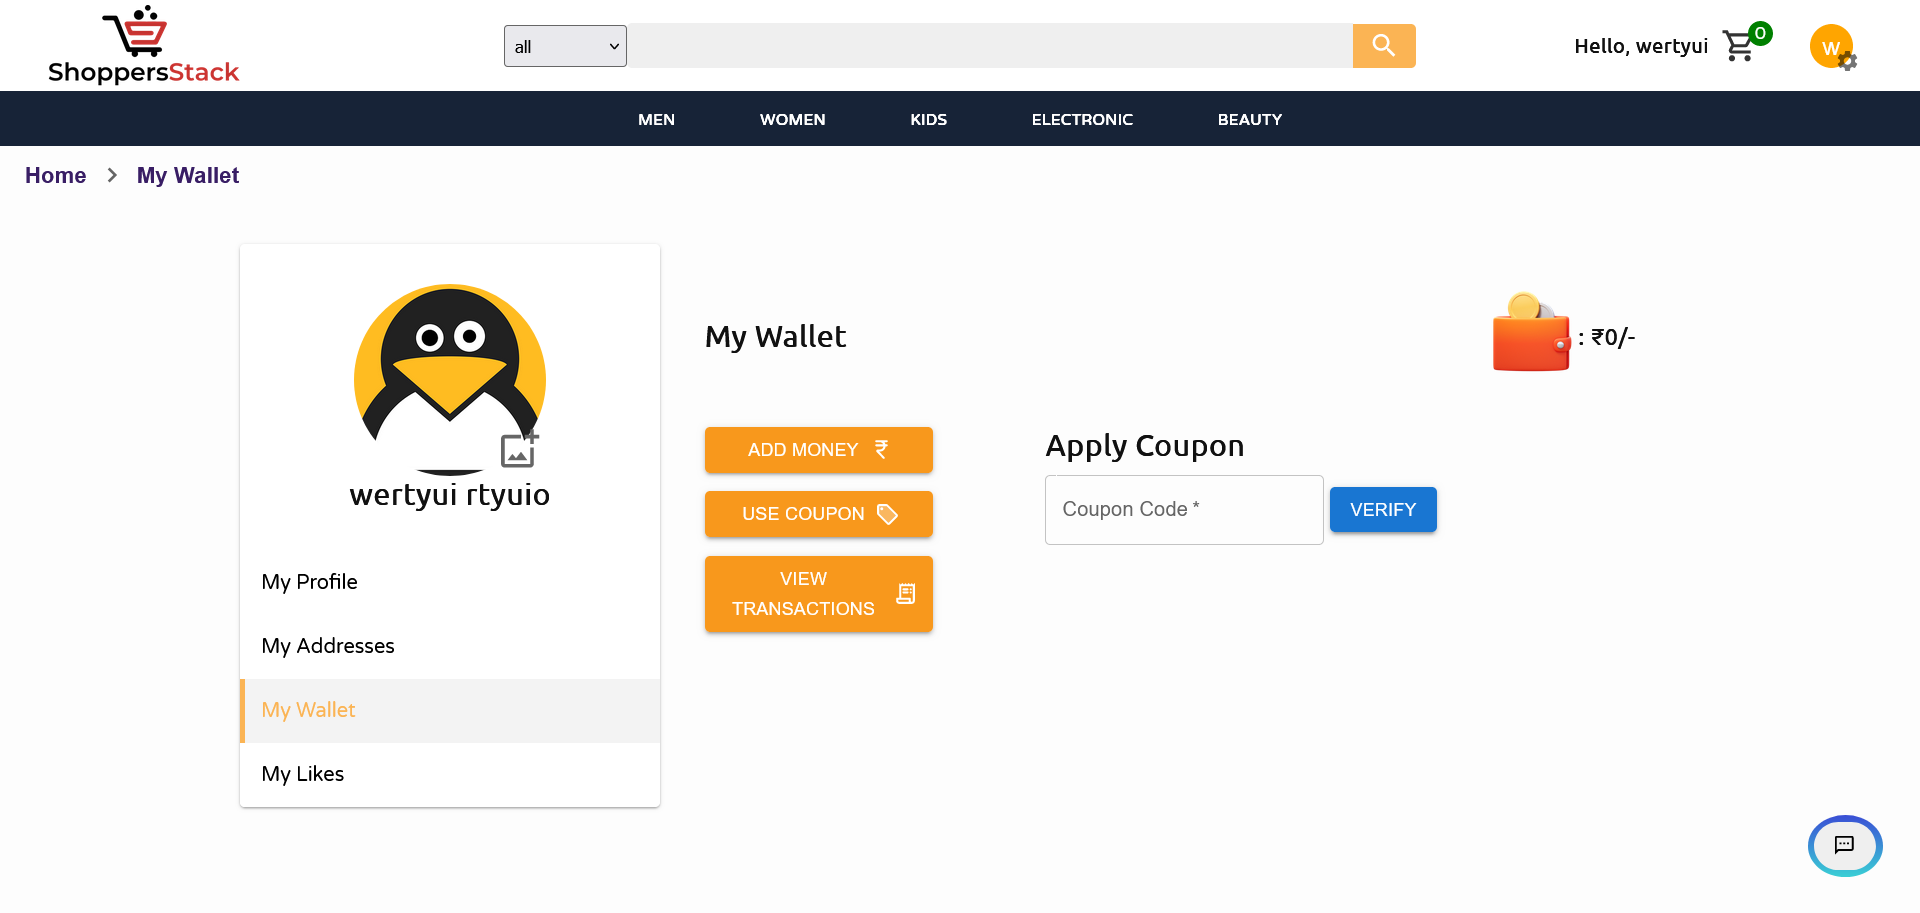 ShoppersStack
all
Hello, wertyui
0
W
MEN WOMEN KIDS ELECTRONIC BEAUTY
Home > My Wallet
wertyui rtyuio
My Profile
My Addresses
My Wallet
My Likes
My Wallet
: ₹0/-
ADD MONEY ₹
USE COUPON
VIEW
TRANSACTIONS
Apply Coupon
Coupon Code *
VERIFY